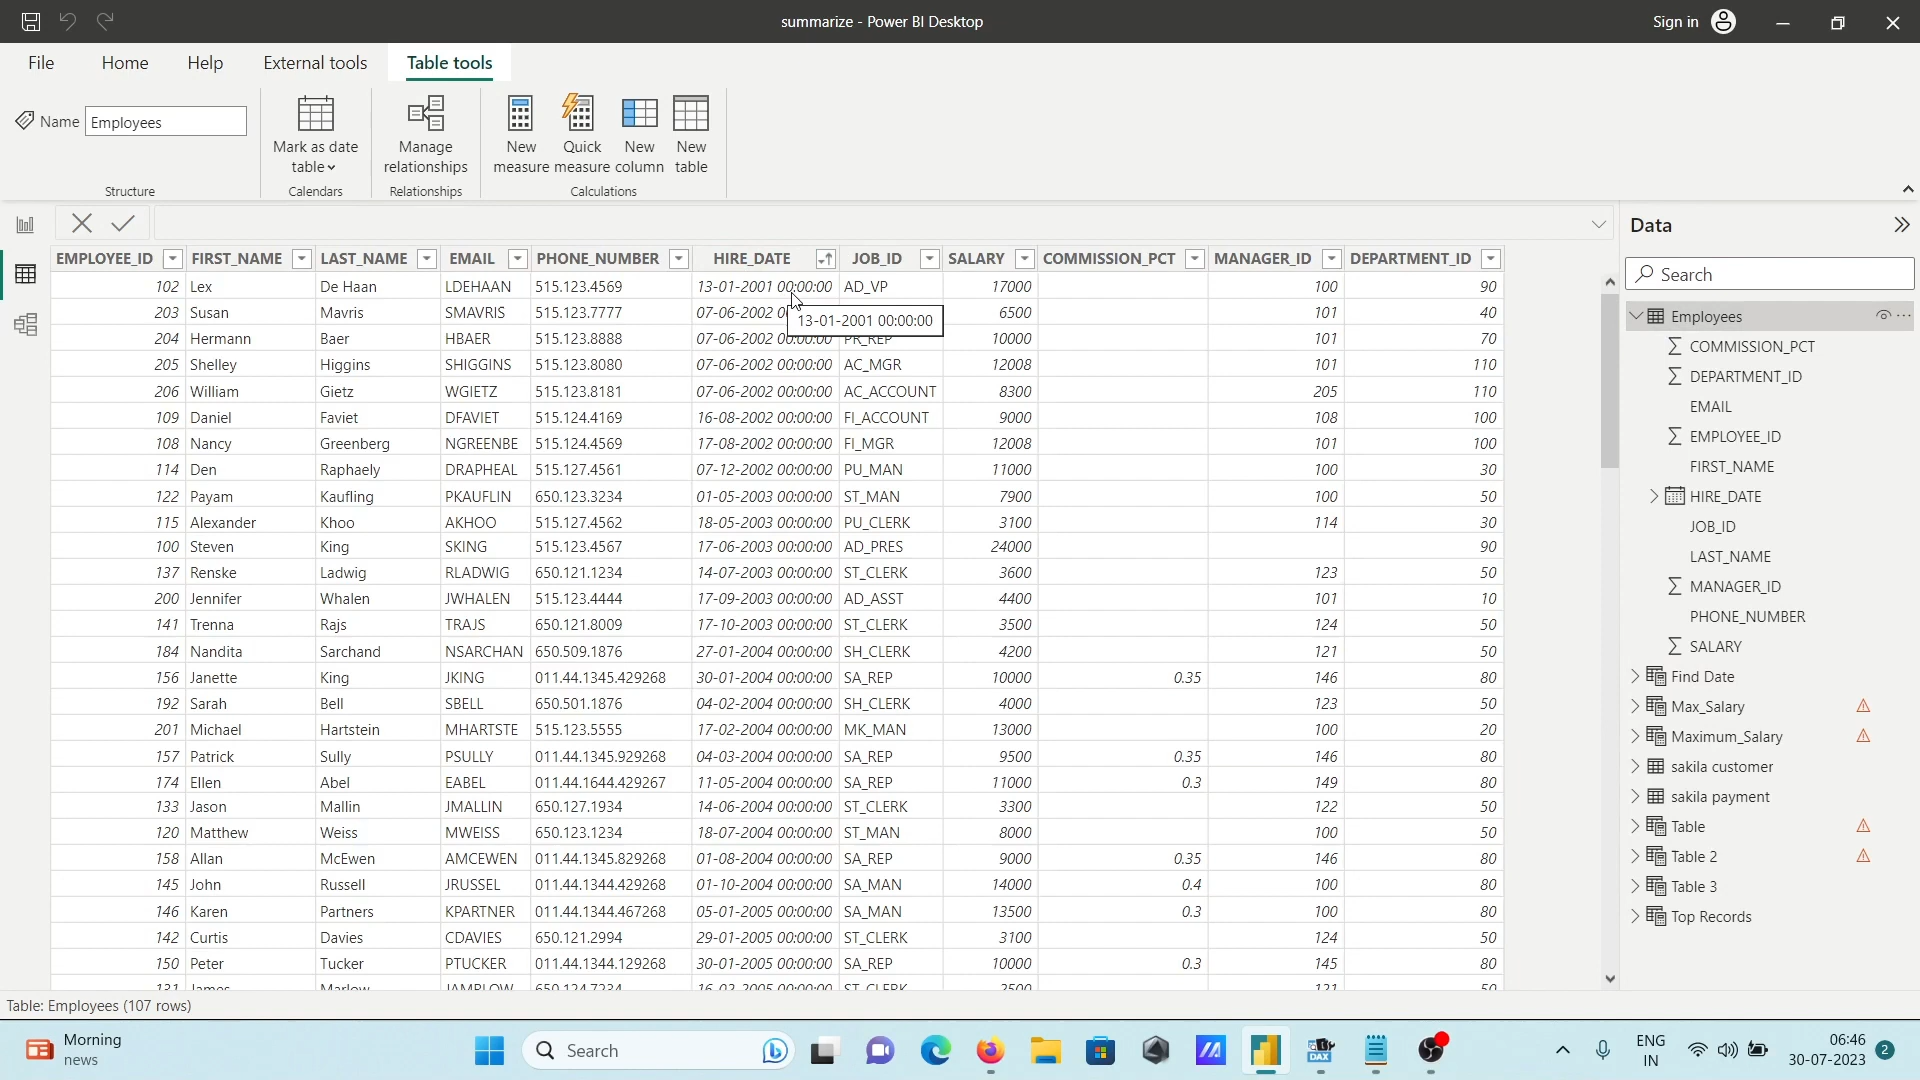 summarize - Power BI Desktop
Sign in
File Home Help External tools Table tools
Name Employees
Mark as date table
Manage relationships
New measure
Quick measure
New column
New table
Structure Calendars Relationships Calculations
EMPLOYEE_ID FIRST_NAME LAST_NAME EMAIL PHONE_NUMBER HIRE_DATE JOB_ID SALARY COMMISSION_PCT MANAGER_ID DEPARTMENT_ID
102 Lex De Haan LDEHAAN 515.123.4569 13-01-2001 00:00:00 AD_VP 17000 100 90
203 Susan Mavris SMAVRIS 515.123.7777 07-06-2002 6500 101 40
13-01-2001 00:00:00
204 Hermann Baer HBAER 515.123.8888 07-06-2002 00:00:00 PR_REP 10000 101 70
205 Shelley Higgins SHIGGINS 515.123.8080 07-06-2002 00:00:00 AC_MGR 12008 101 110
206 William Gietz WGIETZ 515.123.8181 07-06-2002 00:00:00 AC_ACCOUNT 8300 205 110
109 Daniel Faviet DFAVIET 515.124.4169 16-08-2002 00:00:00 FI_ACCOUNT 9000 108 100
108 Nancy Greenberg NGREENBE 515.124.4569 17-08-2002 00:00:00 FI_MGR 12008 101 100
114 Den Raphaely DRAPHEAL 515.127.4561 07-12-2002 00:00:00 PU_MAN 11000 100 30
122 Payam Kaufling PKAUFLIN 650.123.3234 01-05-2003 00:00:00 ST_MAN 7900 100 50
115 Alexander Khoo AKHOO 515.127.4562 18-05-2003 00:00:00 PU_CLERK 3100 114 30
100 Steven King SKING 515.123.4567 17-06-2003 00:00:00 AD_PRES 24000 90
137 Renske Ladwig RLADWIG 650.121.1234 14-07-2003 00:00:00 ST_CLERK 3600 123 50
200 Jennifer Whalen JWHALEN 515.123.4444 17-09-2003 00:00:00 AD_ASST 4400 101 10
141 Trenna Rajs TRAJS 650.121.8009 17-10-2003 00:00:00 ST_CLERK 3500 124 50
184 Nandita Sarchand NSARCHAN 650.509.1876 27-01-2004 00:00:00 SH_CLERK 4200 121 50
156 Janette King JKING 011.44.1345.429268 30-01-2004 00:00:00 SA_REP 10000 0.35 146 80
192 Sarah Bell SBELL 650.501.1876 04-02-2004 00:00:00 SH_CLERK 4000 123 50
201 Michael Hartstein MHARTSTE 515.123.5555 17-02-2004 00:00:00 MK_MAN 13000 100 20
157 Patrick Sully PSULLY 011.44.1345.929268 04-03-2004 00:00:00 SA_REP 9500 0.35 146 80
174 Ellen Abel EABEL 011.44.1644.429267 11-05-2004 00:00:00 SA_REP 11000 0.3 149 80
133 Jason Mallin JMALLIN 650.127.1934 14-06-2004 00:00:00 ST_CLERK 3300 122 50
120 Matthew Weiss MWEISS 650.123.1234 18-07-2004 00:00:00 ST_MAN 8000 100 50
158 Allan McEwen AMCEWEN 011.44.1345.829268 01-08-2004 00:00:00 SA_REP 9000 0.35 146 80
145 John Russell JRUSSEL 011.44.1344.429268 01-10-2004 00:00:00 SA_MAN 14000 0.4 100 80
146 Karen Partners KPARTNER 011.44.1344.467268 05-01-2005 00:00:00 SA_MAN 13500 0.3 100 80
142 Curtis Davies CDAVIES 650.121.2994 29-01-2005 00:00:00 ST_CLERK 3100 124 50
150 Peter Tucker PTUCKER 011.44.1344.129268 30-01-2005 00:00:00 SA_REP 10000 0.3 145 80
131 James Marlow JAMRLOW 650.124.7234 16-02-2005 00:00:00 ST_CLERK 2500 121 50
Data
Search
Employees
COMMISSION_PCT
DEPARTMENT_ID
EMAIL
EMPLOYEE_ID
FIRST_NAME
HIRE_DATE
JOB_ID
LAST_NAME
MANAGER_ID
PHONE_NUMBER
SALARY
Find Date
Max_Salary
Maximum_Salary
sakila customer
sakila payment
Table
Table 2
Table 3
Top Records
Table: Employees (107 rows)
Morning
news
Search
DAX
ENG
IN
06:46
30-07-2023
2